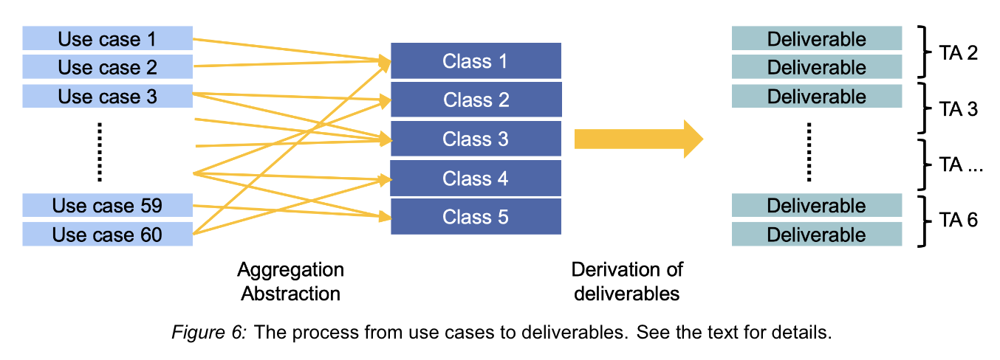 Use case 1
Use case 2
Use case 3
Use case 59
Use case 60
Aggregation
Abstraction
Class 1
Class 2
Class 3
Class 4
Class 5
Derivation of
deliverables
Deliverable
Deliverable
Deliverable
Deliverable
Deliverable
TA 2
TA 3
TA ...
TA 6
Figure 6: The process from use cases to deliverables. See the text for details.